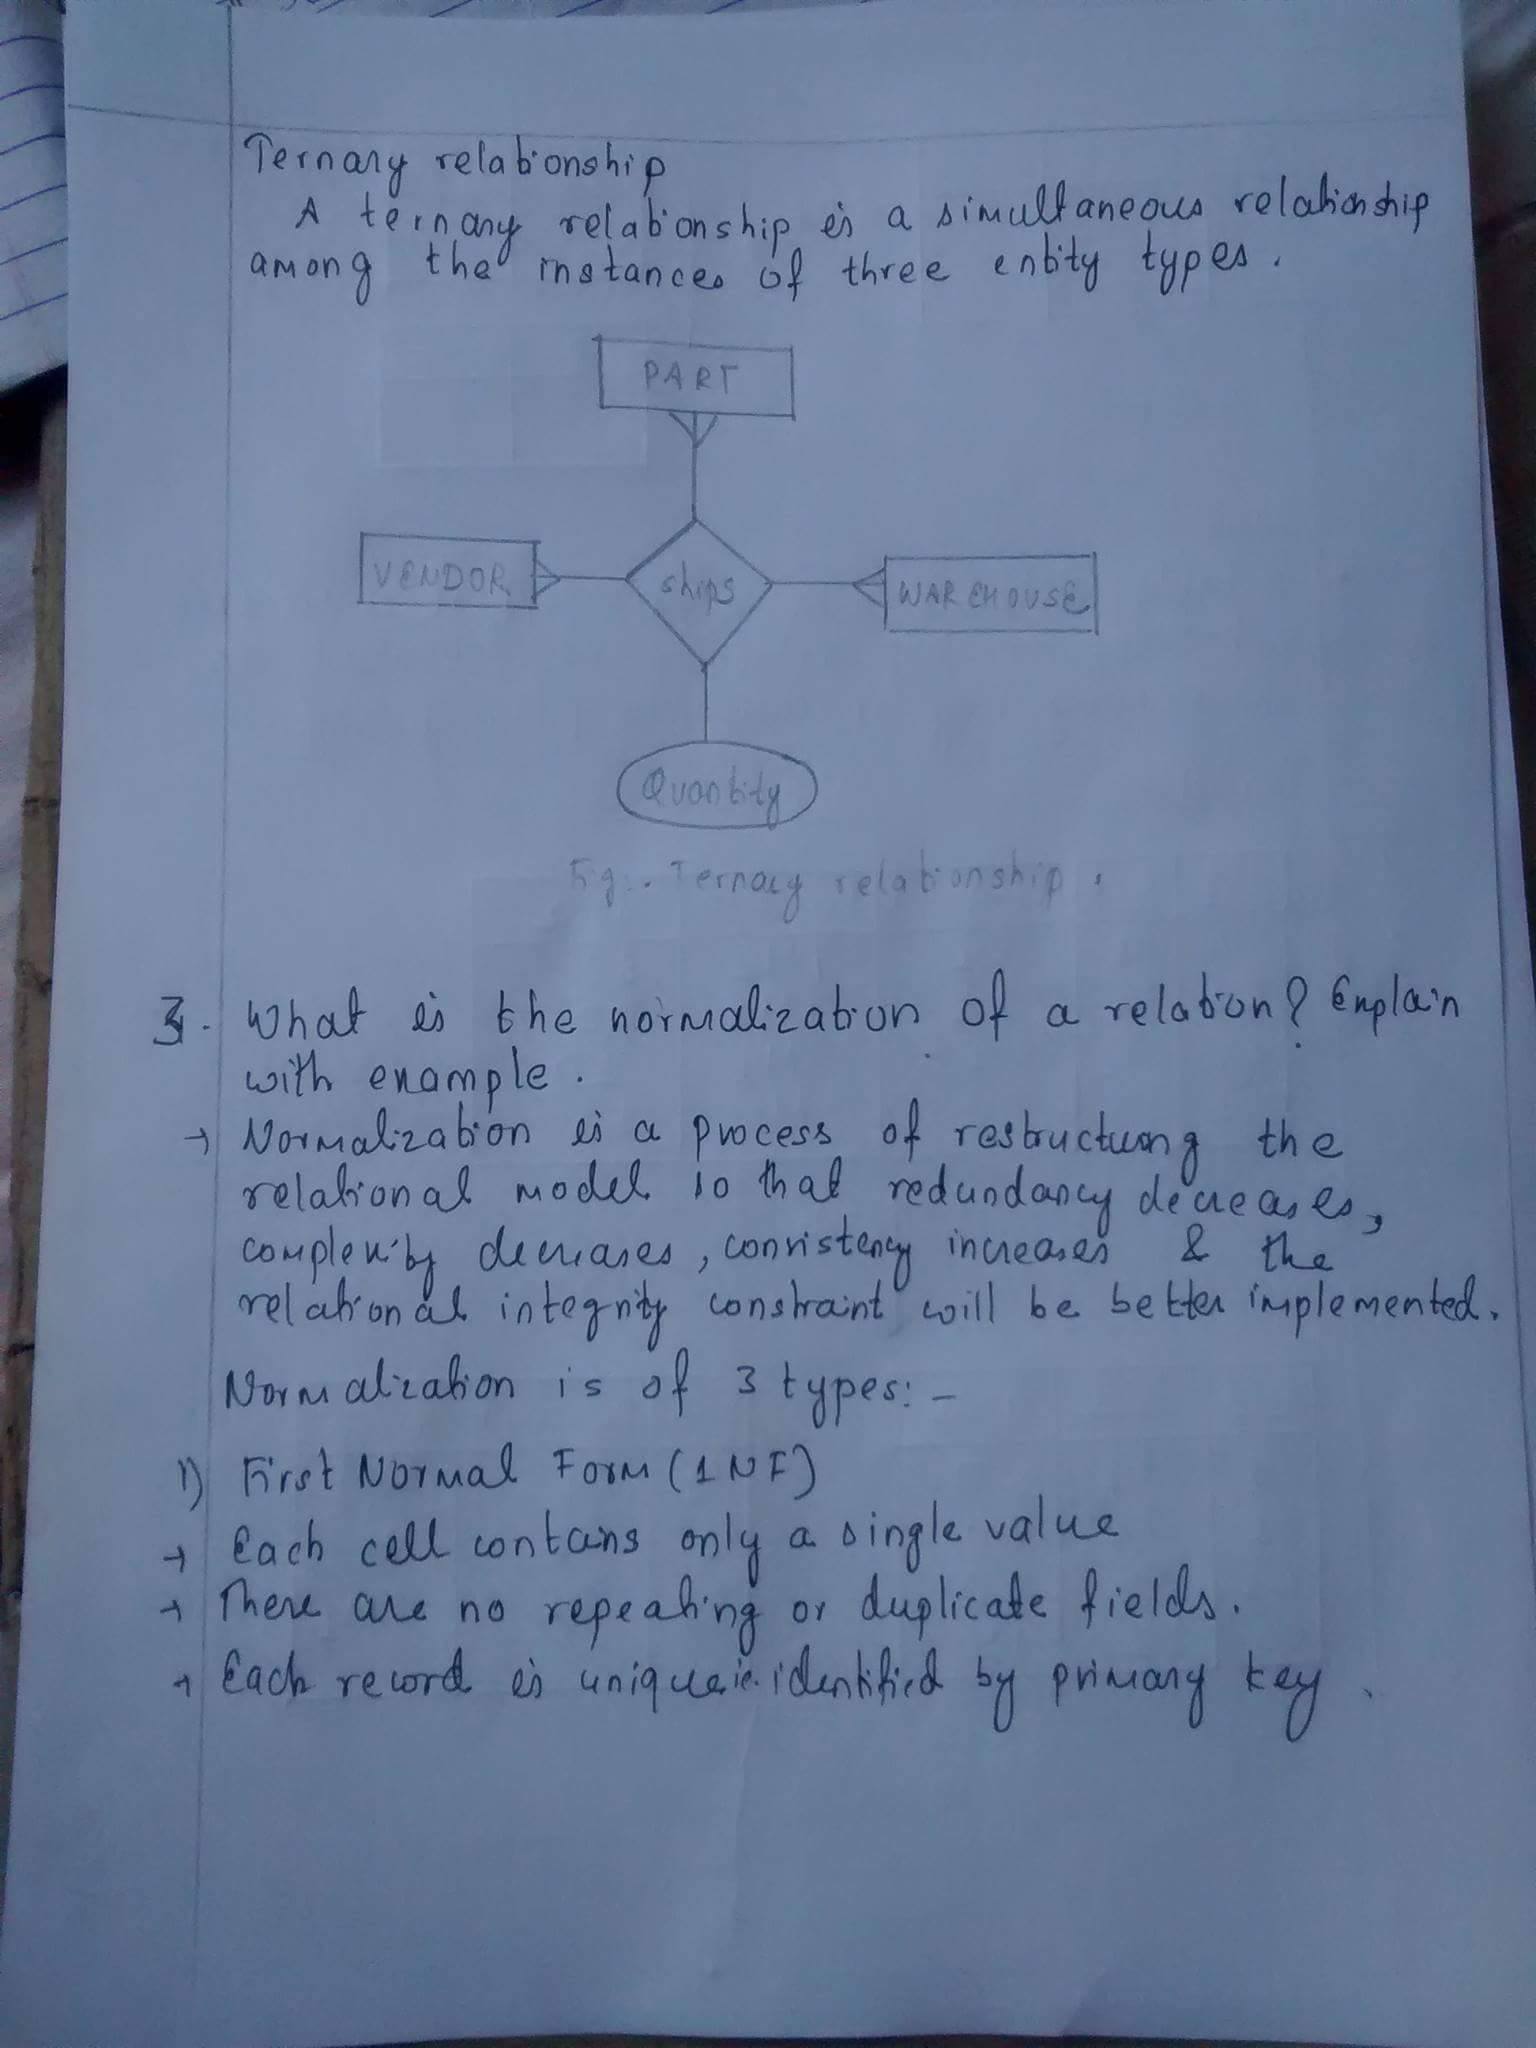 Ternary relationship
A ternary relationship is a simultaneous relationship
among the instances of three entity types.
PART
VENDOR
ships
WAREHOUSE
Quantity
Fig:. Ternary relationship.
3. What is the normalization of a relation? Explain
with example.
→ Normalization is a process of restructuring the
relational model so that redundancy decreases,
complexity decreases, consistency increases & the
relational integrity constraint will be better implemented.
Normalization is of 3 types:-
1) First Normal Form (1NF)
→ Each cell contains only a single value
→ There are no repeating or duplicate fields.
→ Each record is unique i.e. identified by primary key.